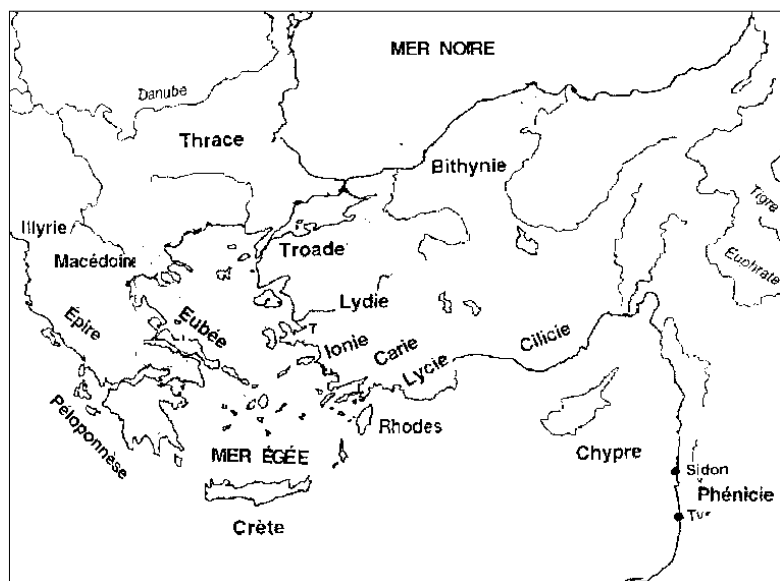 MER NOIRE
Danube
Thrace
Bithynie
Tigre
Illyrie
Troade
Macédoine
Euphrate
Lydie
Épire
Eubée
Ionie
Carie
Cilicie
Lycie
Rhodes
Péloponnèse
MER ÉGÉE
Chypre
Sidon
Phénicie
Crète